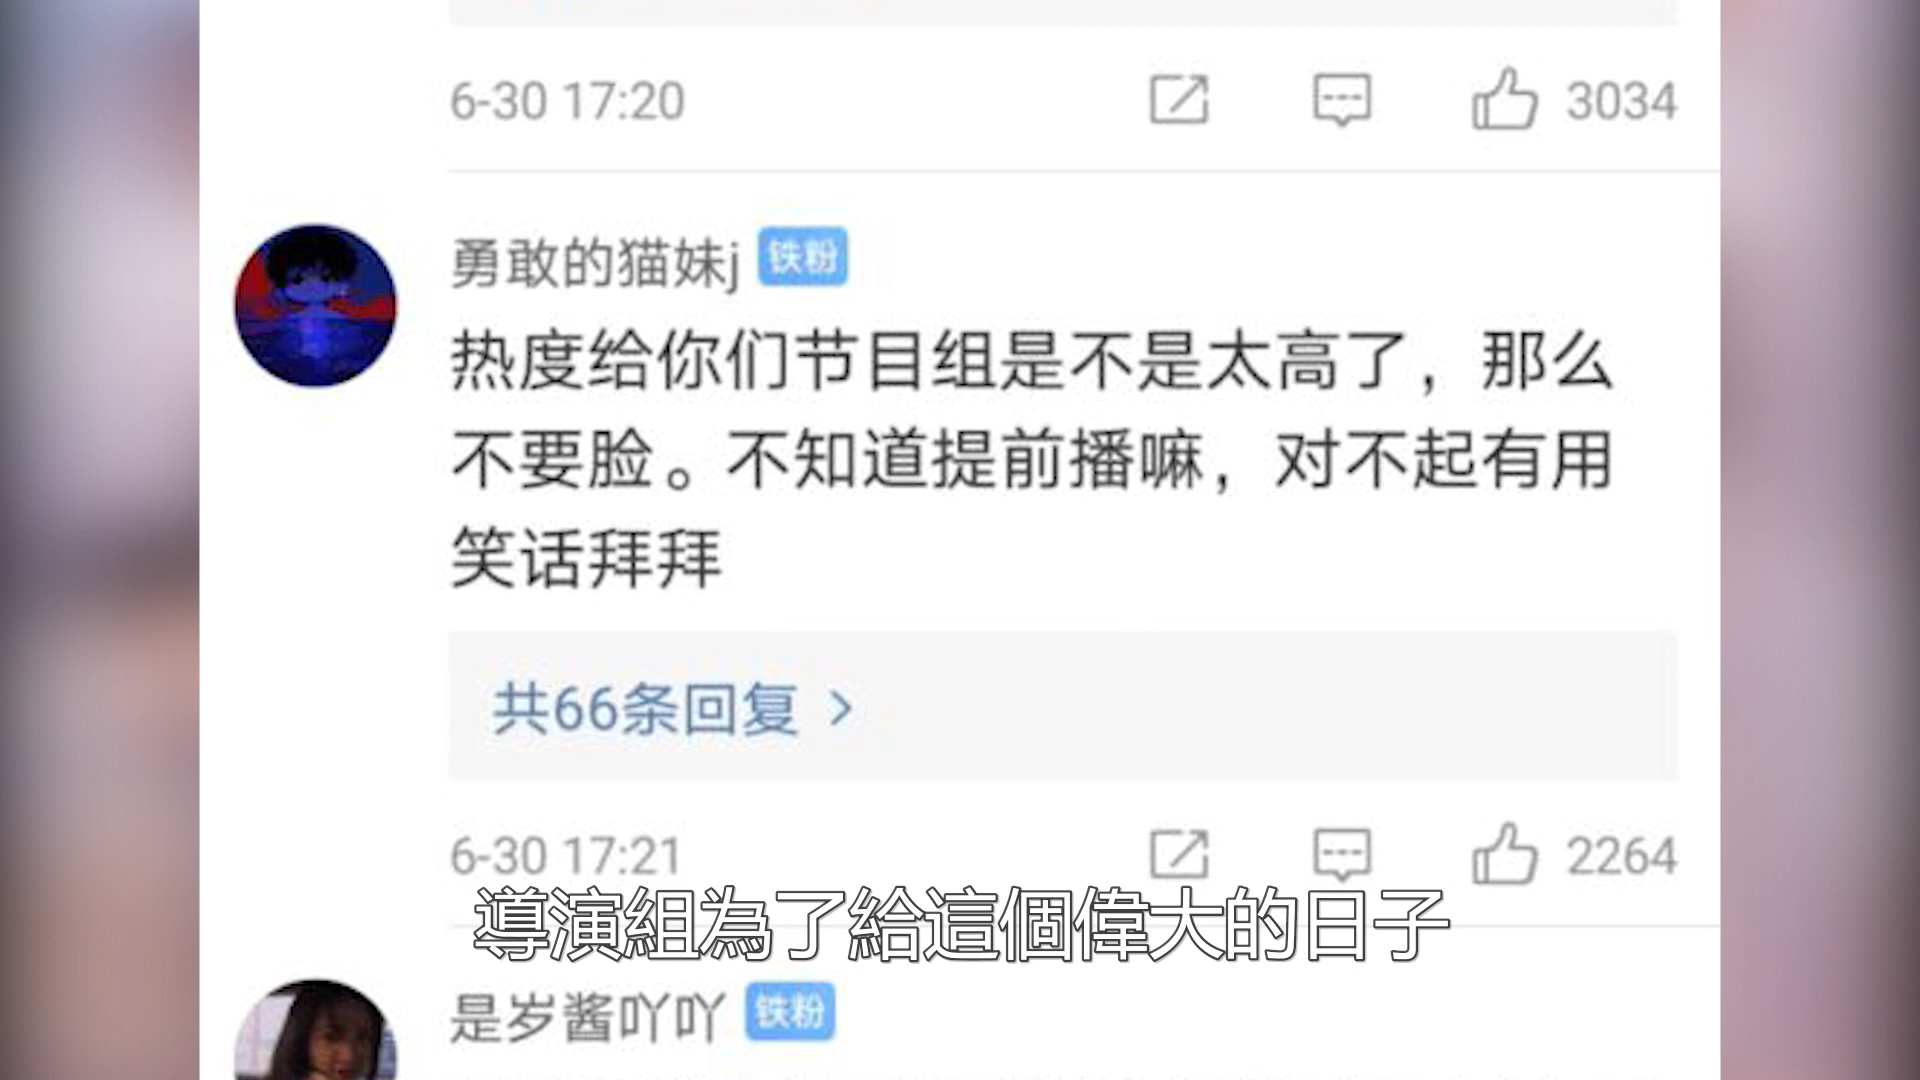 6-30 17:20
3034
勇敢的猫妹j 铁粉
热度给你们节目组是不是太高了，那么
不要脸。不知道提前播嘛，对不起有用
笑话拜拜
共66条回复 >
6-30 17:21
2264
導演組為了給這個偉大的日子
是岁酱吖吖 铁粉